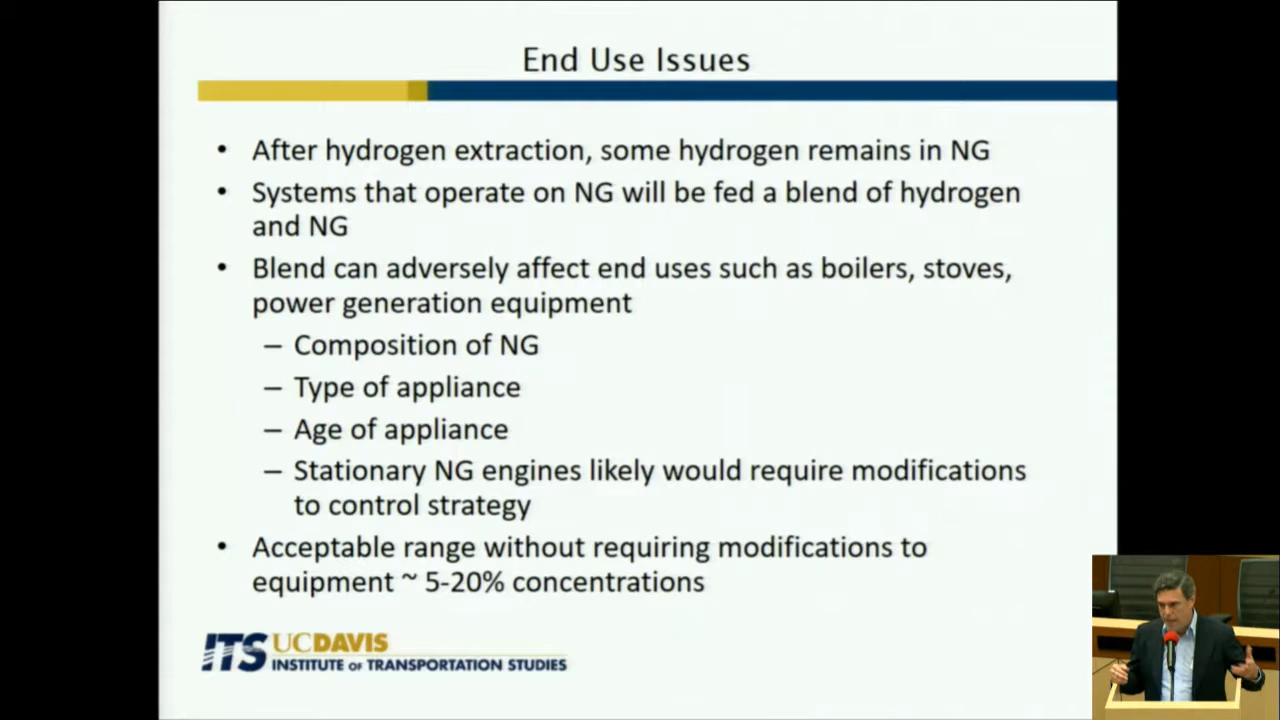 End Use Issues
• After hydrogen extraction, some hydrogen remains in NG
• Systems that operate on NG will be fed a blend of hydrogen
and NG
• Blend can adversely affect end uses such as boilers, stoves,
power generation equipment
– Composition of NG
– Type of appliance
– Age of appliance
– Stationary NG engines likely would require modifications
to control strategy
• Acceptable range without requiring modifications to
equipment ~ 5-20% concentrations
ITS UCDAVIS
INSTITUTE OF TRANSPORTATION STUDIES